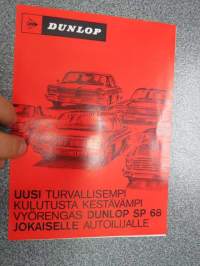 DUNLOP
UUSI TURVALLISEMPI
KULUTUSTA KESTÄVÄMPI
VYÖRENGAS DUNLOP SP 68
JOKAISELLE AUTOILIJALLE